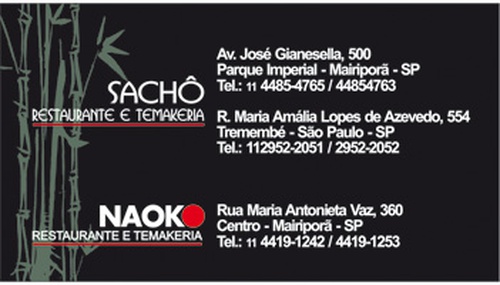 SACHÔ
RESTAURANTE E TEMAKERIA
Av. José Gianesella, 500
Parque Imperial - Mairiporã - SP
Tel.: 11 4485-4765 / 44854763
R. Maria Amália Lopes de Azevedo, 554
Tremembé - São Paulo - SP
Tel.: 112952-2051 / 2952-2052
NAOKO
RESTAURANTE E TEMAKERIA
Rua Maria Antonieta Vaz, 360
Centro - Mairiporã - SP
Tel.: 11 4419-1242 / 4419-1253